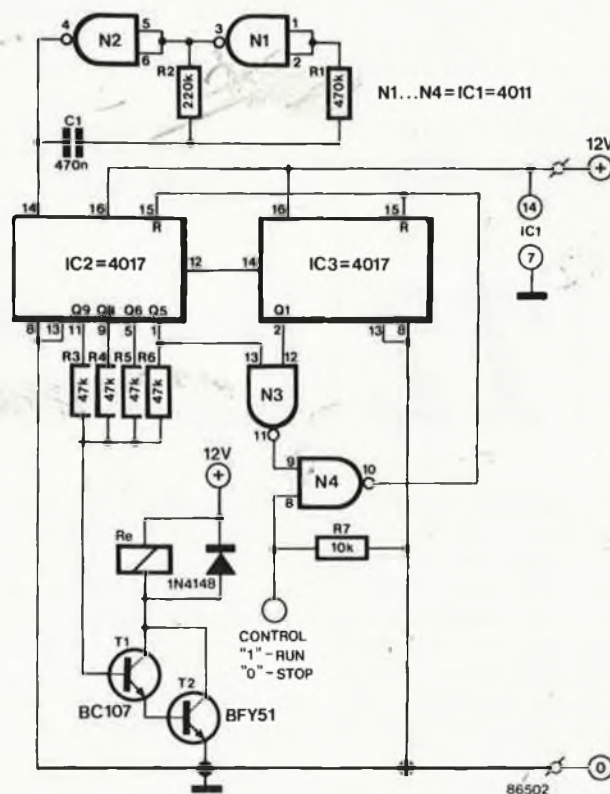 4 N2 5 6 3 N1 1 2
R2 220k R1 470k
N1...N4=IC1=4011
C1
470n
12V +
14 16 15 R 16 15 R
14
IC1
7
IC2=4017 12 14 IC3=4017
Q9 Q6 Q5 Q1
8 13 11 9 5 1 2 13 8
R3 R4 R5 R6
47k 47k 47k 47k
13 12
N3
11
9 10
N4
8
12V
+
Re
1N4148
R7
10k
CONTROL
"1"-RUN
"0"-STOP
T1
T2
BC107 BFY51
0
86502